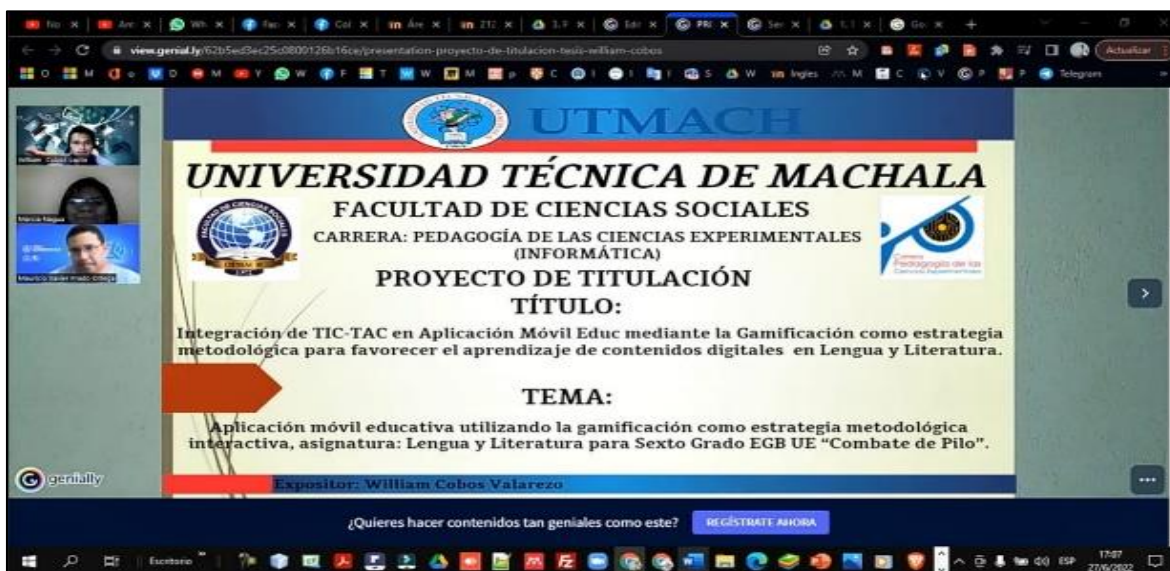 Actualizar
view.genial.ly/62b5ed3ec25c0800126b16ce/presentation-proyecto-de-titulacion-tesis-william-cobos
Telegram
UTMACH
UNIVERSIDAD TÉCNICA DE MACHALA
FACULTAD DE CIENCIAS SOCIALES
CARRERA: PEDAGOGÍA DE LAS CIENCIAS EXPERIMENTALES
(INFORMÁTICA)
PROYECTO DE TITULACIÓN
TÍTULO:
Integración de TIC-TAC en Aplicación Móvil Educ mediante la Gamificación como estrategia
metodológica para favorecer el aprendizaje de contenidos digitales en Lengua y Literatura.
TEMA:
Aplicación móvil educativa utilizando la gamificación como estrategia metodológica
interactiva, asignatura: Lengua y Literatura para Sexto Grado EGB UE “Combate de Pilo”.
Expositor: William Cobos Valarezo
genially
¿Quieres hacer contenidos tan geniales como este?
REGÍSTRATE AHORA
Escritorio
ESP
17:07
27/6/2022